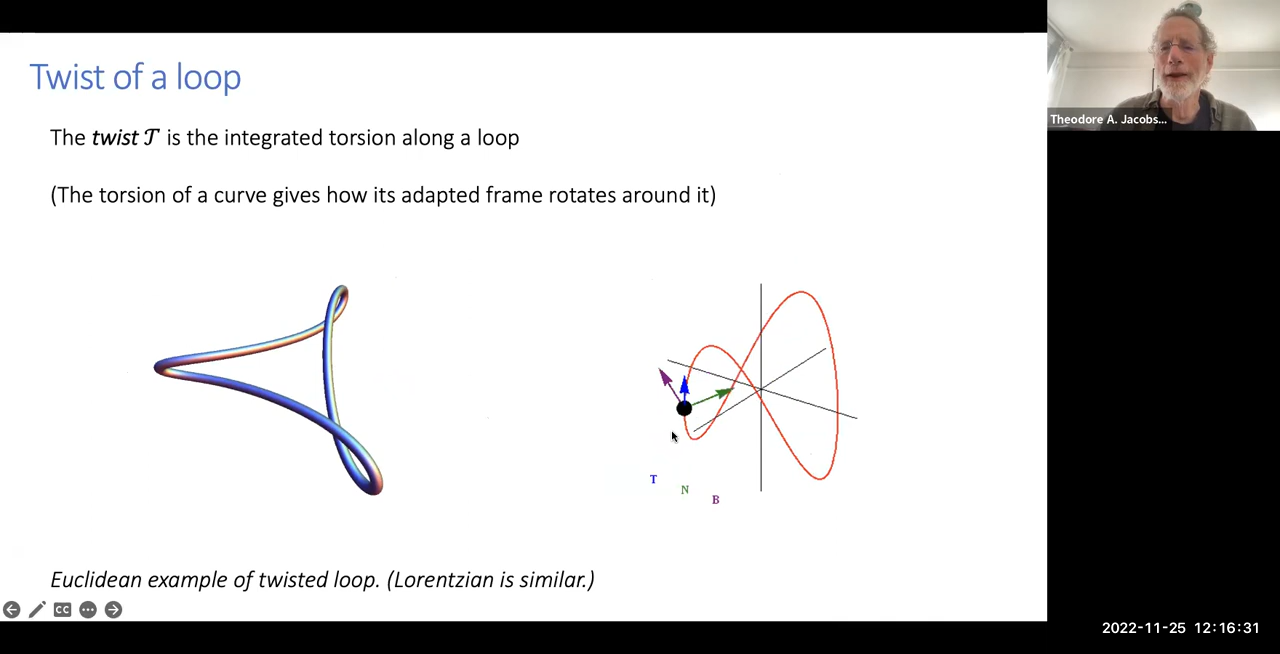 Twist of a loop
The twist 𝒯 is the integrated torsion along a loop
(The torsion of a curve gives how its adapted frame rotates around it)
T
N
B
Euclidean example of twisted loop. (Lorentzian is similar.)
CC
Theodore A. Jacobs...
2022-11-25 12:16:31